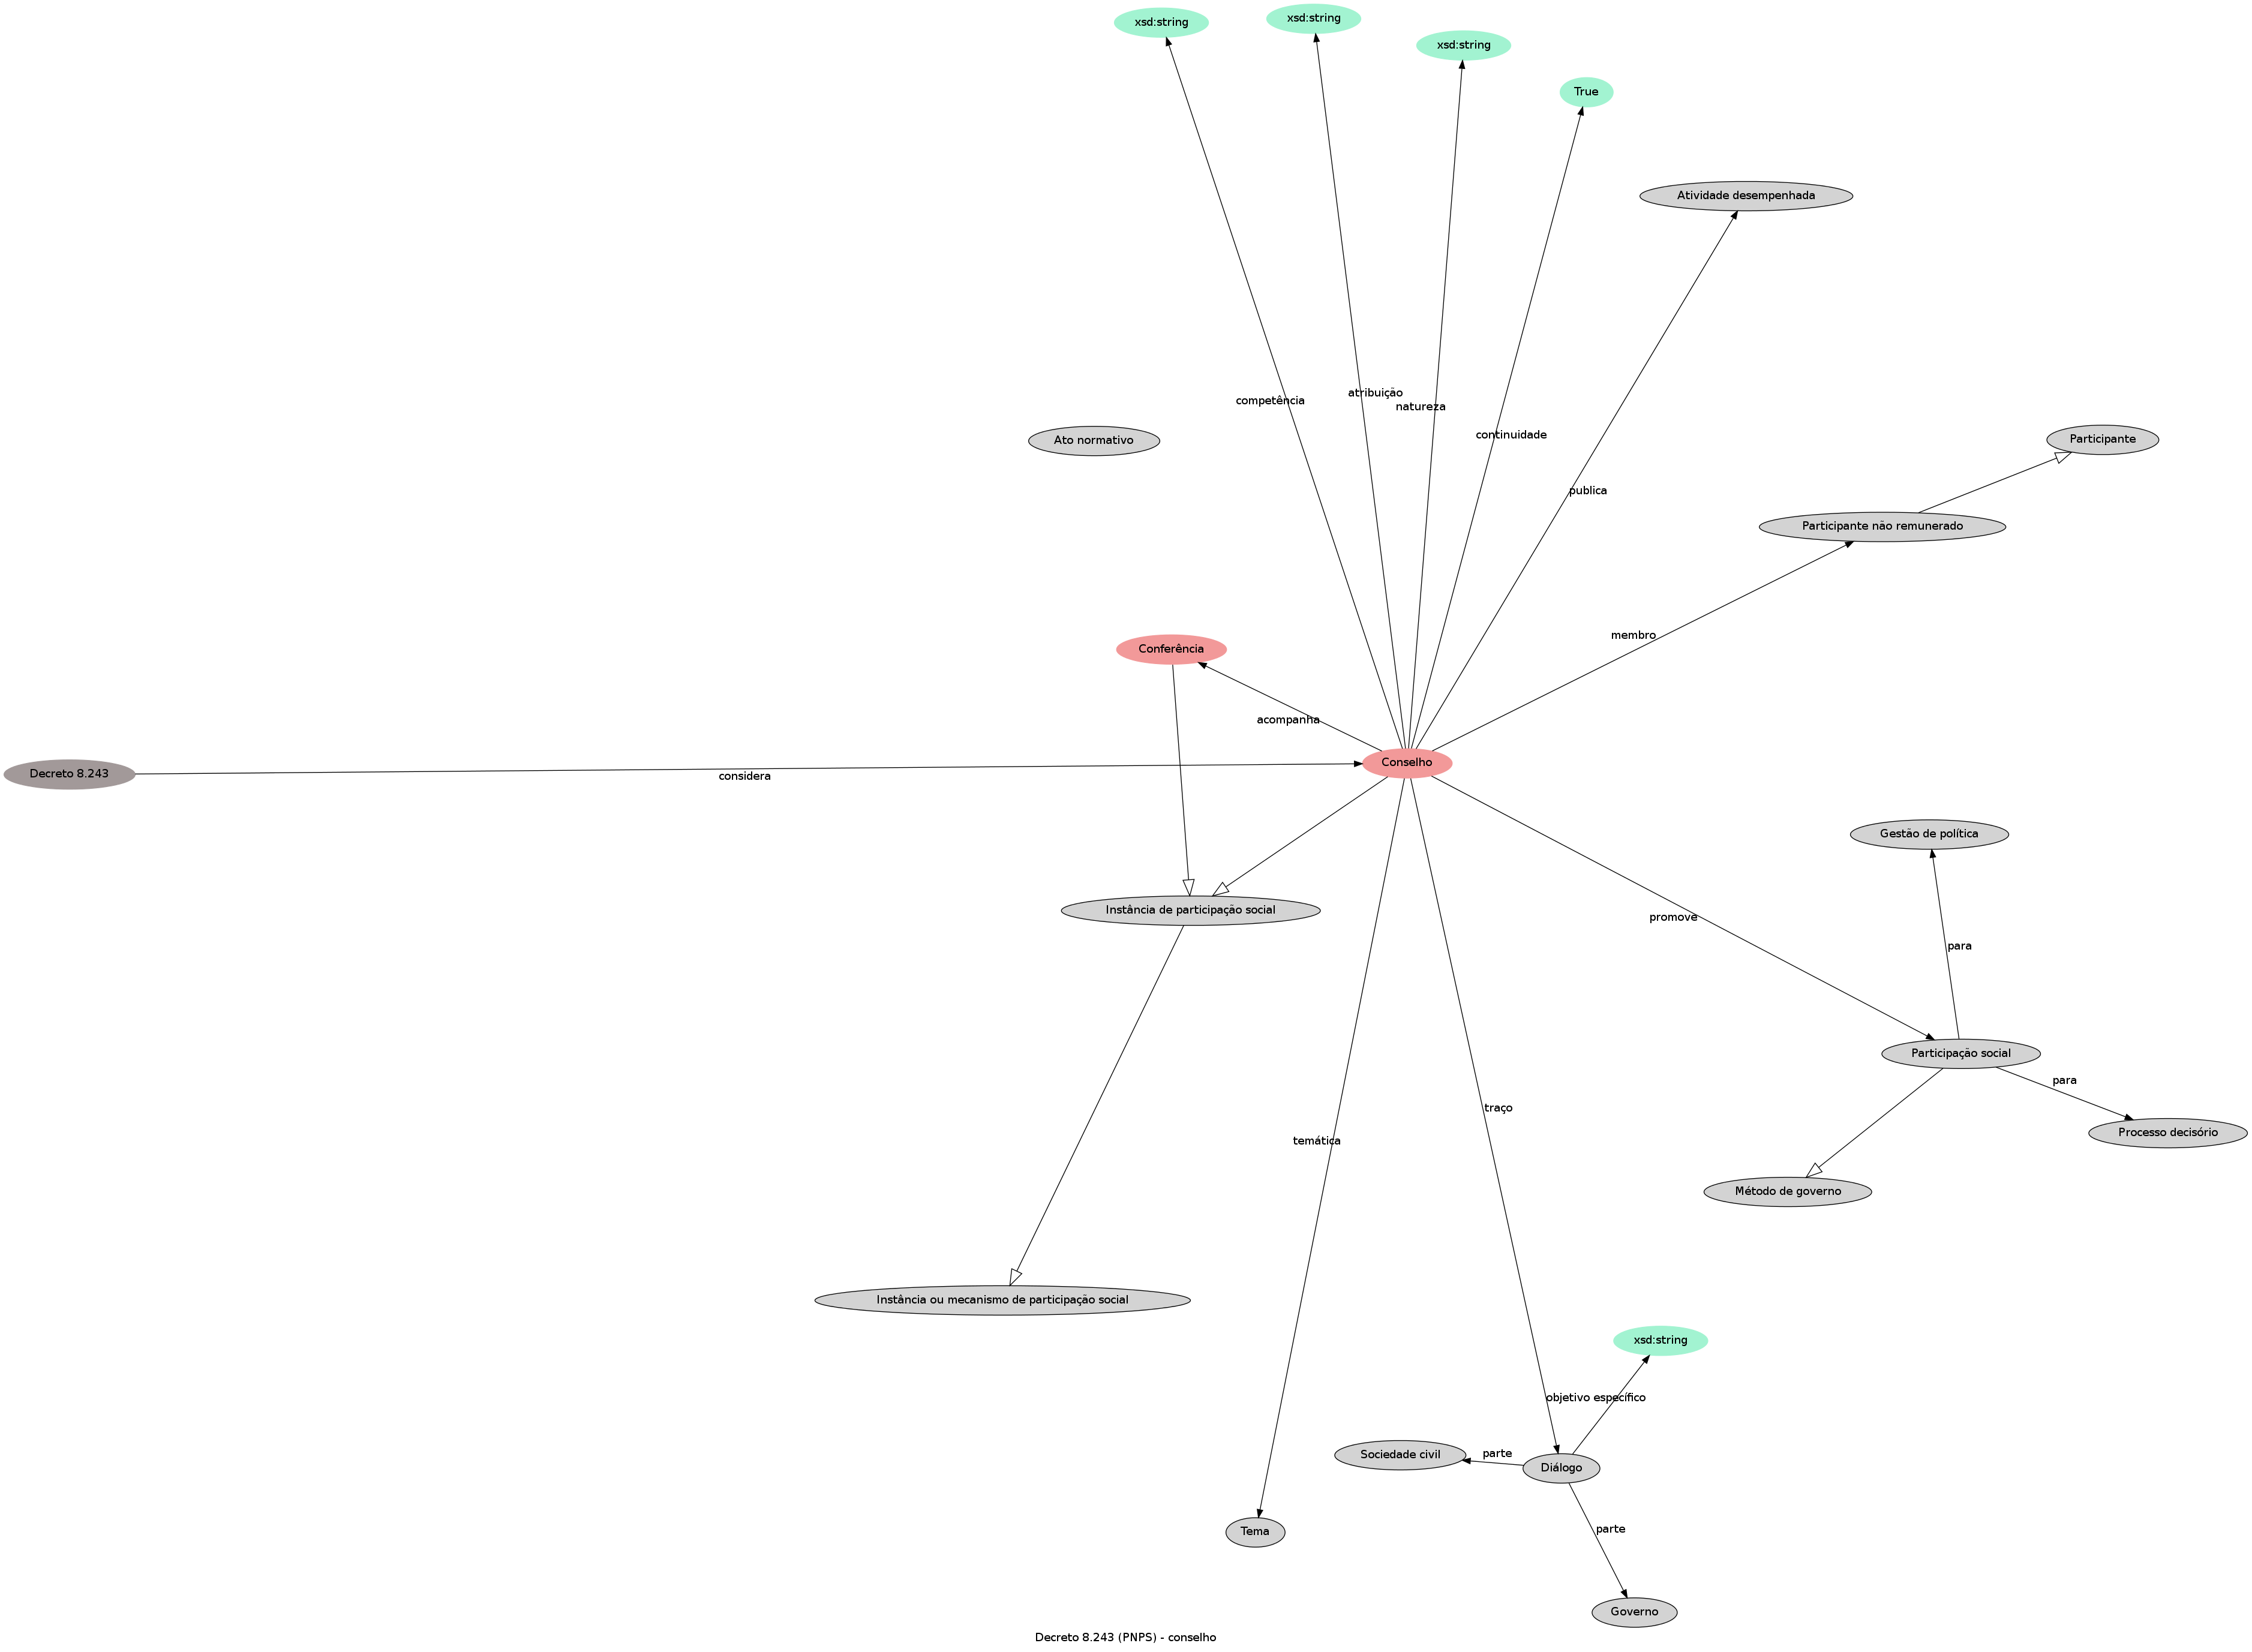 xsd:string
xsd:string
xsd:string
True
Atividade desempenhada
competência
atribuição
natureza
continuidade
Ato normativo
Participante
publica
Participante não remunerado
membro
Conferência
acompanha
Decreto 8.243
considera
Conselho
Gestão de política
Instância de participação social
promove
para
Participação social
para
traço
Processo decisório
temática
Método de governo
Instância ou mecanismo de participação social
xsd:string
objetivo específico
Sociedade civil
parte
Diálogo
Tema
parte
Governo
Decreto 8.243 (PNPS) - conselho